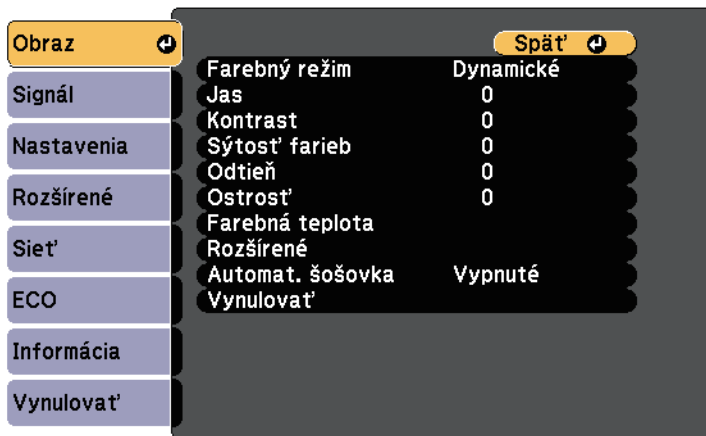 Obraz
Signál
Nastavenia
Rozšírené
Sieť
ECO
Informácia
Vynulovať
Späť
Farebný režim Dynamické
Jas 0
Kontrast 0
Sýtosť farieb 0
Odtieň 0
Ostrosť 0
Farebná teplota
Rozšírené
Automat. šošovka Vypnuté
Vynulovať